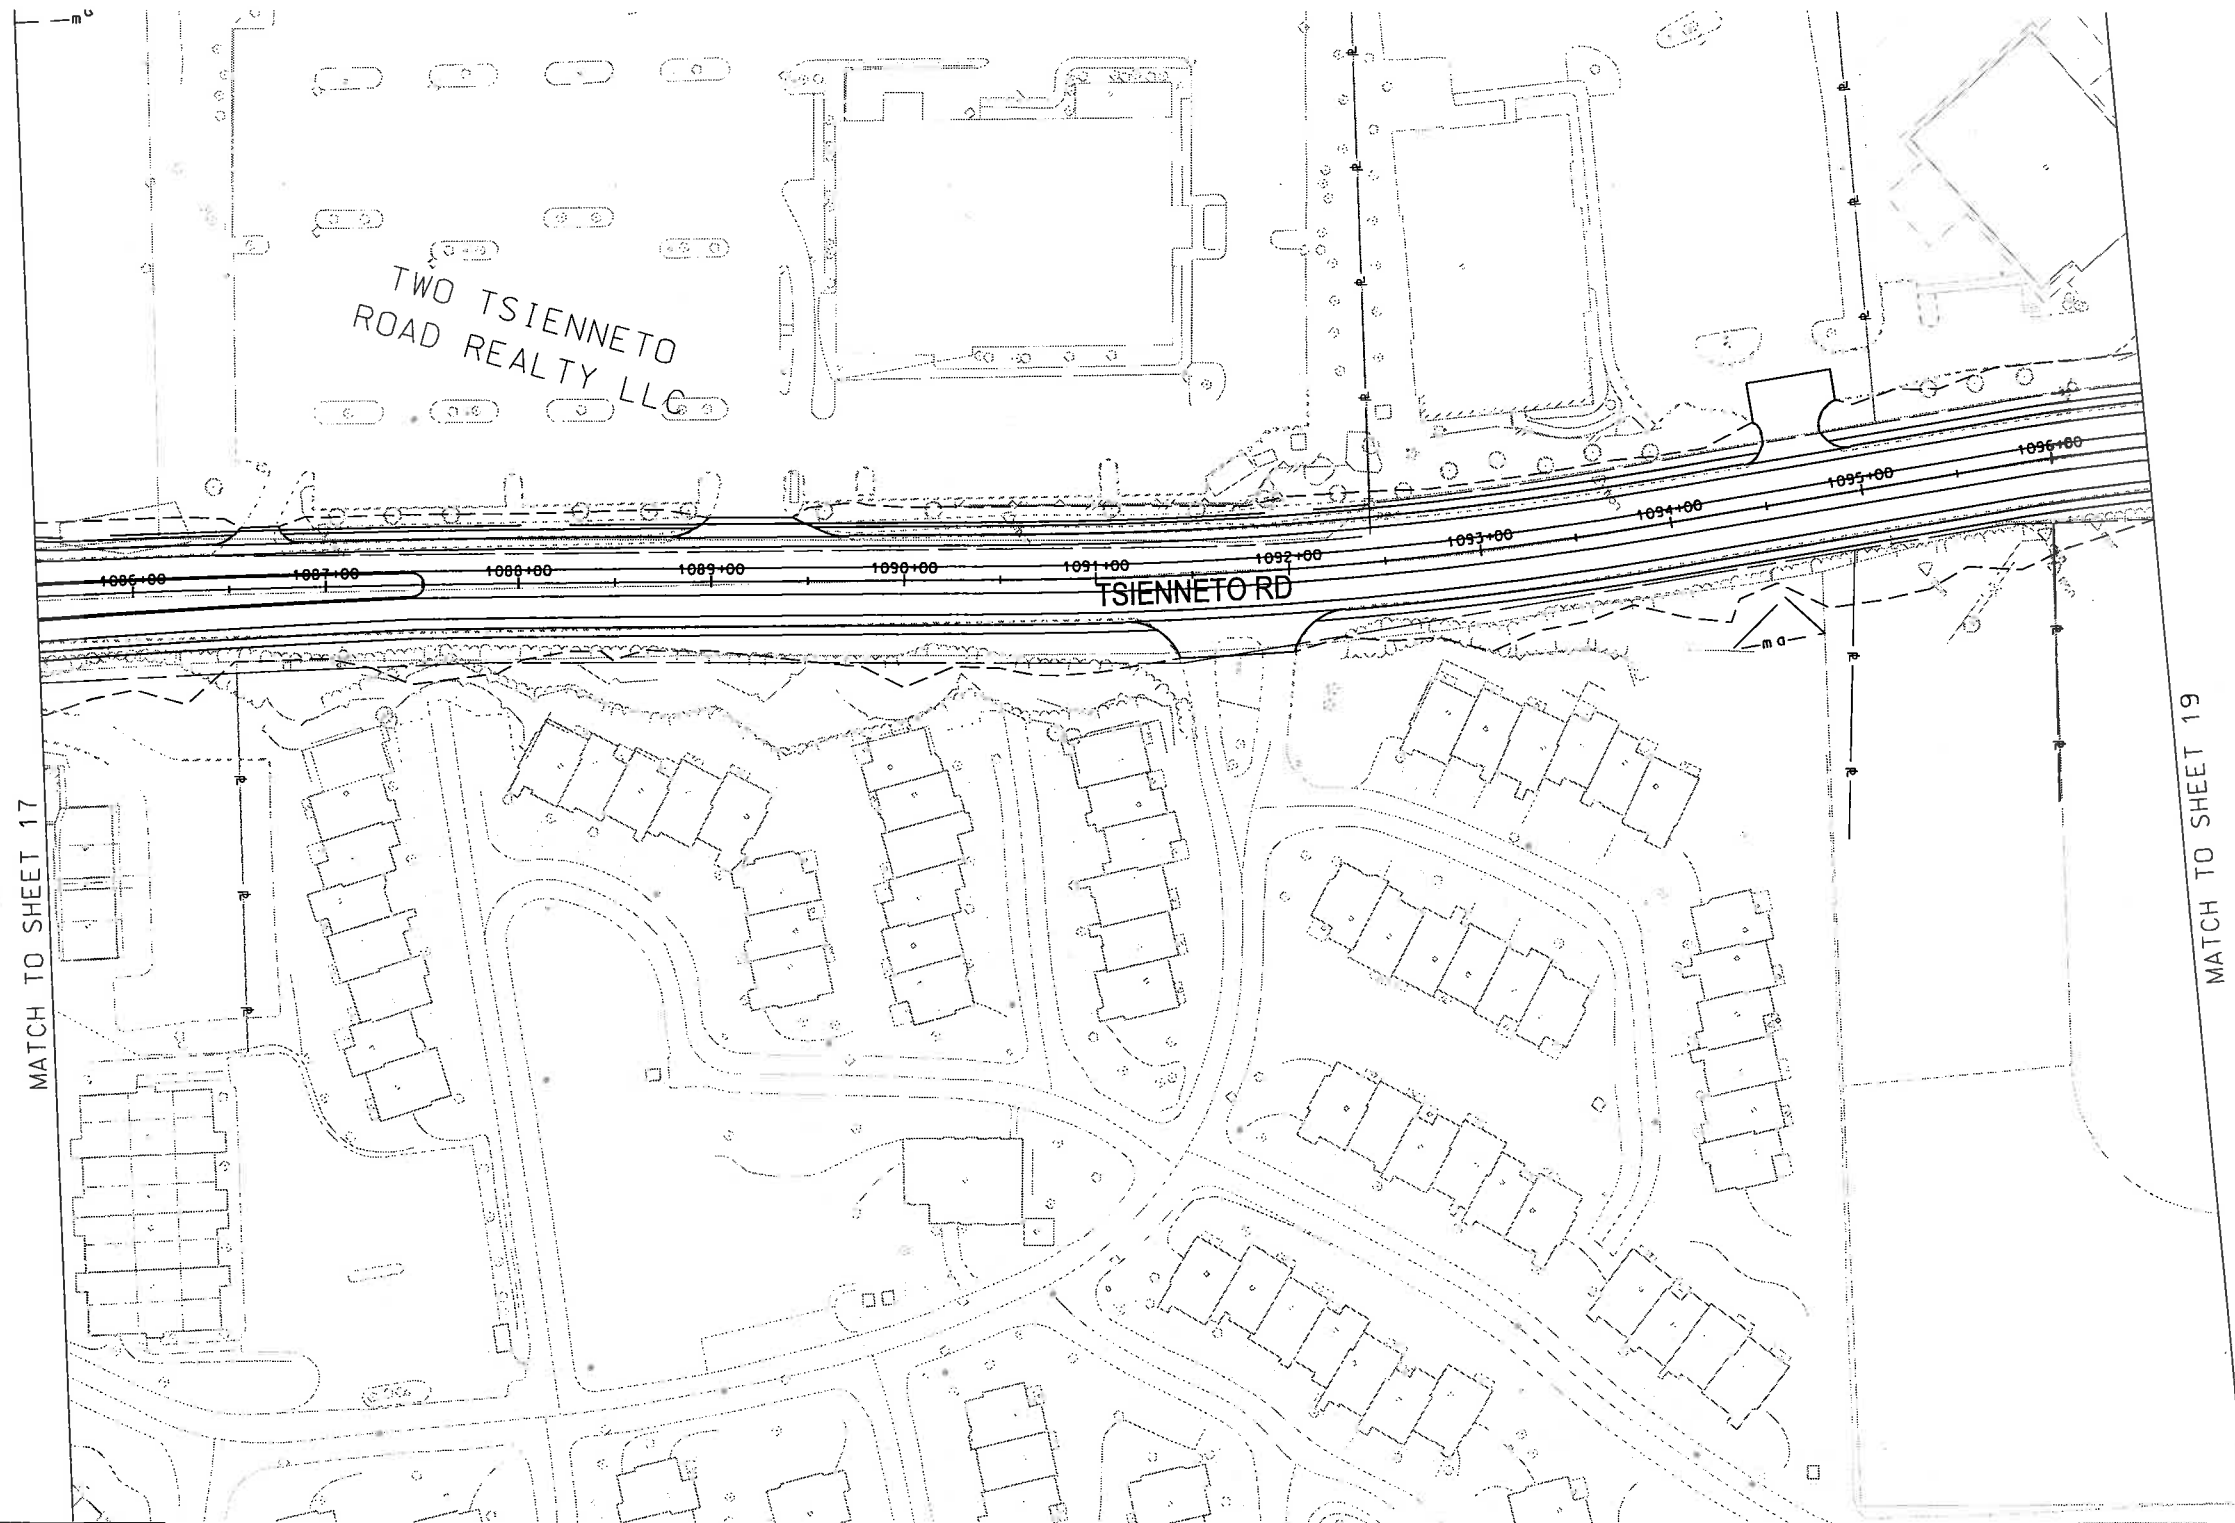 TWO TSIENNETO
ROAD REALTY LLC
1086+00
1087+00
1088+00
1089+00
1090+00
1091+00
1092+00
1093+00
1094+00
1095+00
1096+00
TSIENNETO RD
ma
MATCH TO SHEET 17
MATCH TO SHEET 19